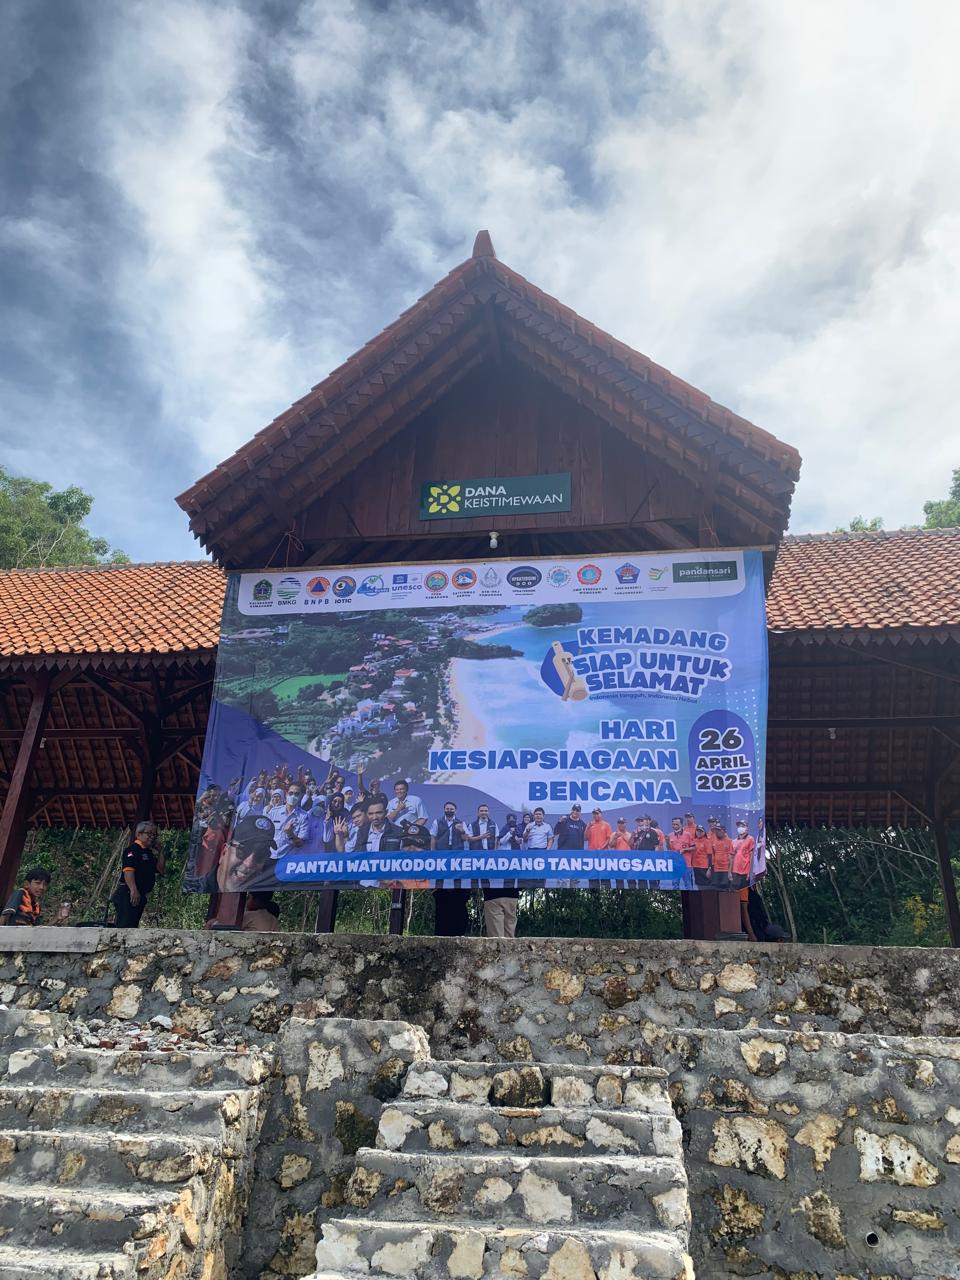 DANA
KEISTIMEWAAN
BMKG
BNPB
IOTIC
unesco
pandansari
KEMADANG
SIAP UNTUK
SELAMAT
Indonesia tangguh, Indonesia Hebat
HARI
KESIAPSIAGAAN
BENCANA
26
APRIL
2025
PANTAI WATUKODOK KEMADANG TANJUNGSARI